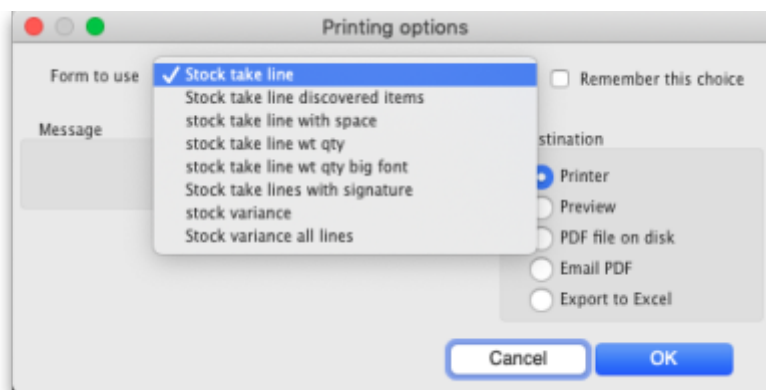 Printing options
Form to use
Stock take line
Remember this choice
Stock take line discovered items
stock take line with space
stock take line wt qty
stock take line wt qty big font
Stock take lines with signature
stock variance
Stock variance all lines
Message
stination
Printer
Preview
PDF file on disk
Email PDF
Export to Excel
Cancel
OK